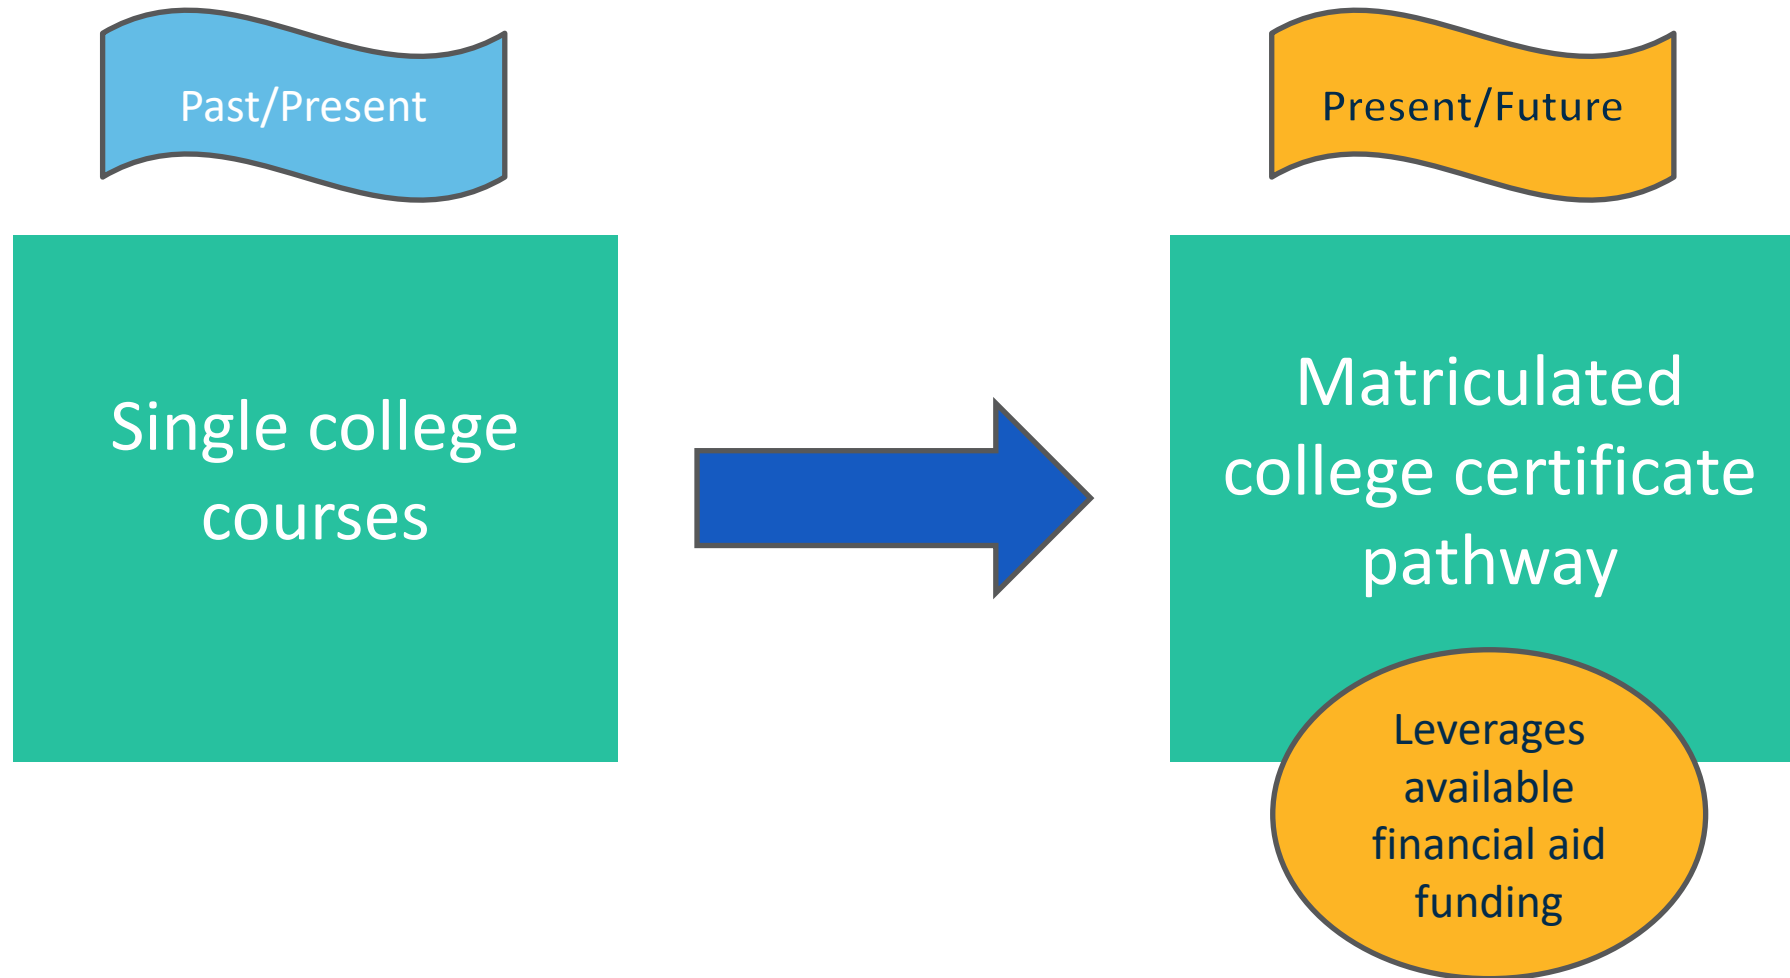 Past/Present
Present/Future
Single college
courses
Matriculated
college certificate
pathway
Leverages
available
financial aid
funding